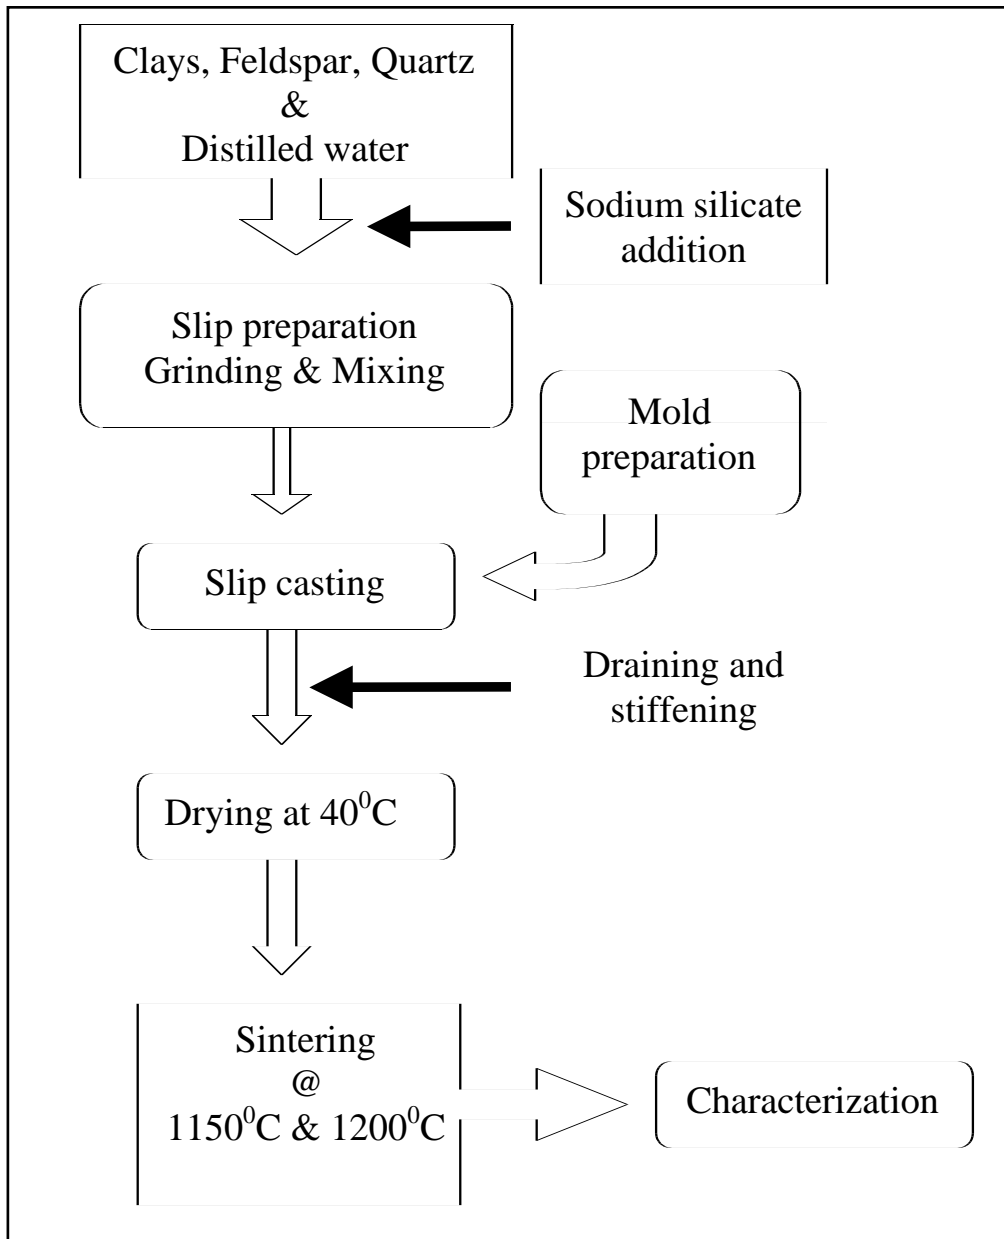 Clays, Feldspar, Quartz
&
Distilled water
Sodium silicate
addition
Slip preparation
Grinding & Mixing
Mold
preparation
Slip casting
Draining and
stiffening
Drying at 40⁰C
Sintering
@
1150⁰C & 1200⁰C
Characterization